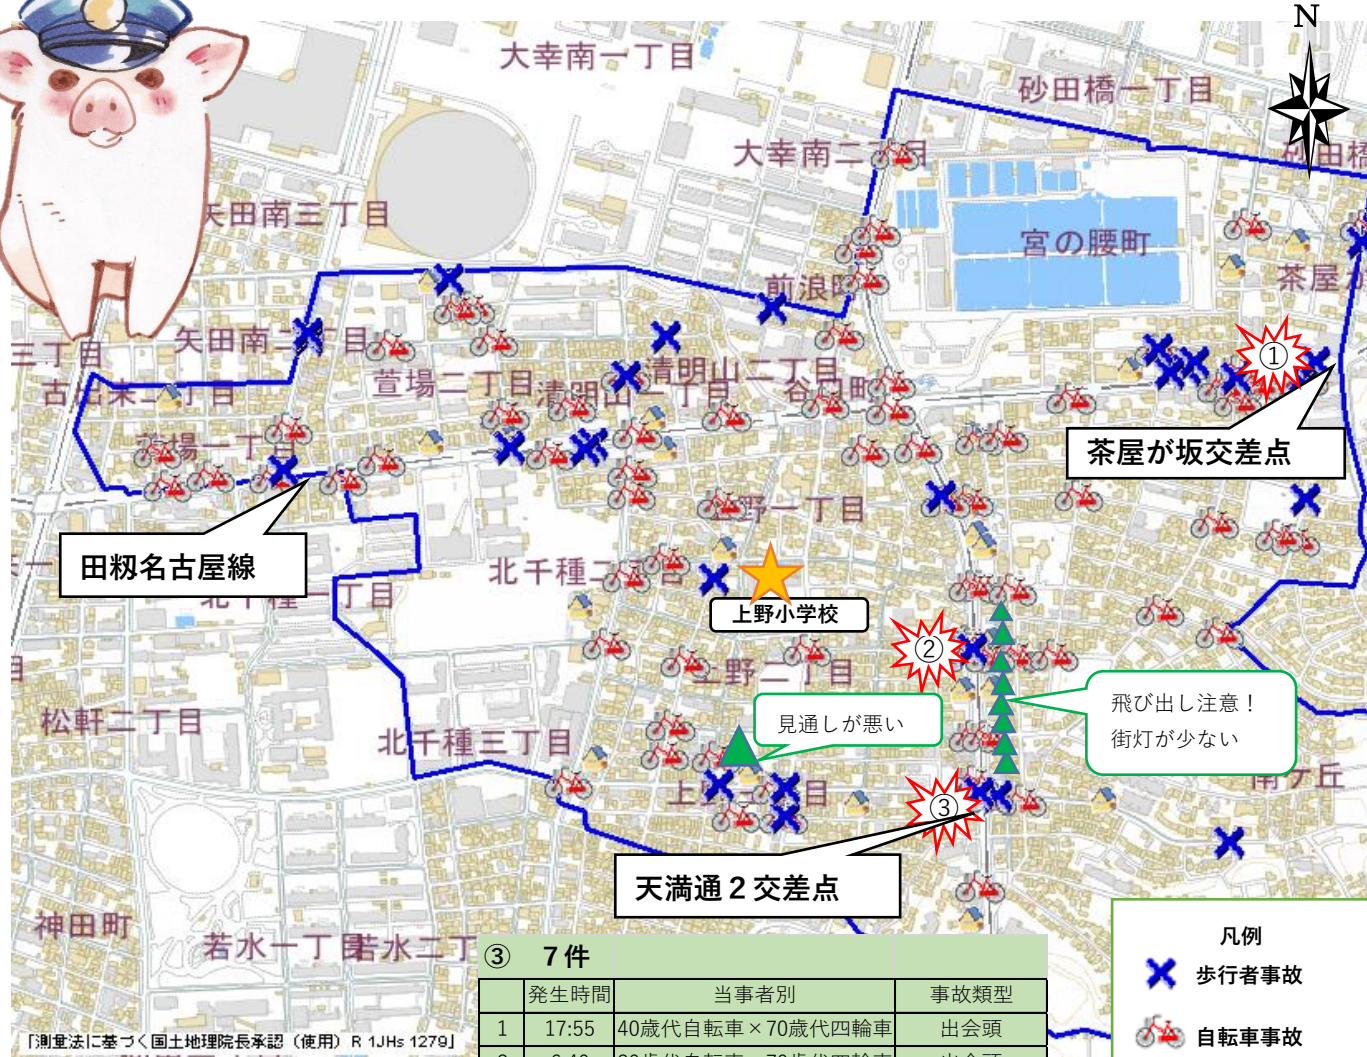 N
大幸南一丁目
砂田橋一丁目
大幸南二丁目
砂田橋
矢田南三丁目
宮の腰町
前浪町
茶屋
矢田南二丁目
三丁目
古出来二丁目
萱場二丁目
清明山一丁目
清明山二丁目
谷口町
①
茶屋が坂交差点
萱場一丁目
田籾名古屋線
上野一丁目
北千種二丁目
北千種一丁目
上野小学校
②
上野二丁目
飛び出し注意！
街灯が少ない
見通しが悪い
松軒二丁目
北千種三丁目
上野三丁目
③
南ケ丘
天満通２交差点
神田町
若水一丁目
若水二丁
③ 7件
発生時間 当事者別 事故類型
1 17:55 40歳代自転車×70歳代四輪車 出会頭
凡例
歩行者事故
自転車事故
「測量法に基づく国土地理院長承認（使用）R 1JHs 1279」